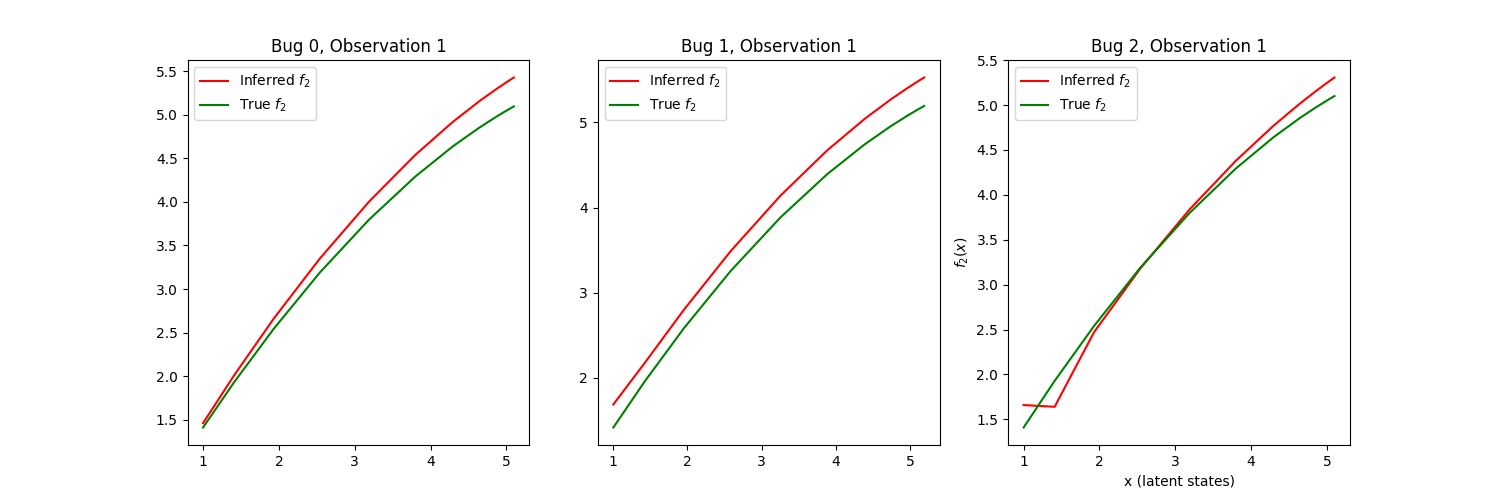 Bug 0, Observation 1
Inferred f₂
True f₂
5.5
5.0
4.5
4.0
3.5
3.0
2.5
2.0
1.5
1 2 3 4 5
Bug 1, Observation 1
Inferred f₂
True f₂
5
4
3
2
1 2 3 4 5
Bug 2, Observation 1
Inferred f₂
True f₂
f₂(x)
5.5
5.0
4.5
4.0
3.5
3.0
2.5
2.0
1.5
1 2 3 4 5
x (latent states)